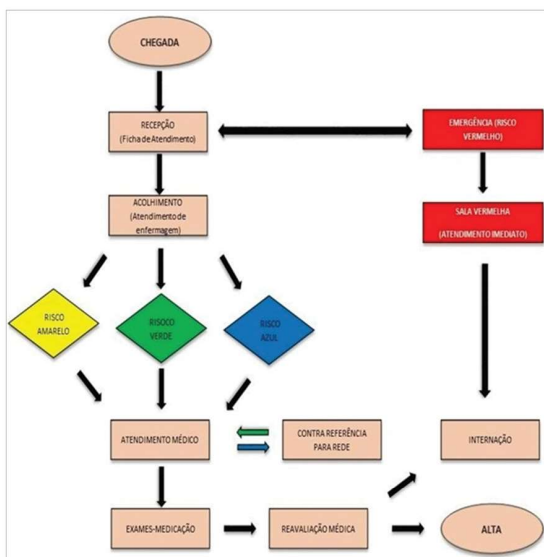 CHEGADA
RECEPÇÃO
(Ficha de Atendimento)
EMERGÊNCIA (RISCO
VERMELHO)
ACOLHIMENTO
(Atendimento de
enfermagem)
SALA VERMELHA
(ATENDIMENTO IMEDIATO)
RISCO
AMARELO
RISOCO
VERDE
RISCO
AZUL
ATENDIMENTO MÉDICO
CONTRA REFERÊNCIA
PARA REDE
INTERNAÇÃO
EXAMES-MEDICAÇÃO
REAVALIAÇÃO MÉDICA
ALTA